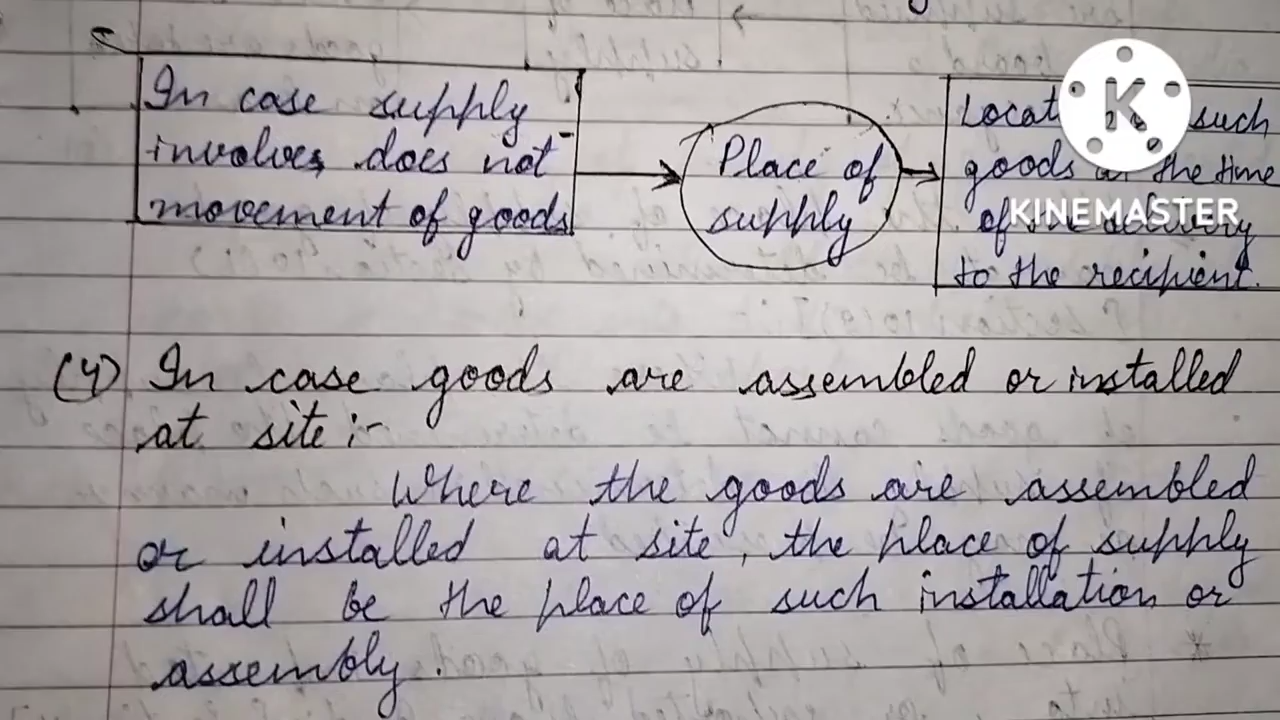 In case supply
involves does not
movement of goods
Place of
supply
Locat such
goods the time
of delivery
to the recipient.
K
KINEMASTER
(4) In case goods are assembled or installed
at site :-
Where the goods are assembled
or installed at site, the place of supply
shall be the place of such installation or
assembly.